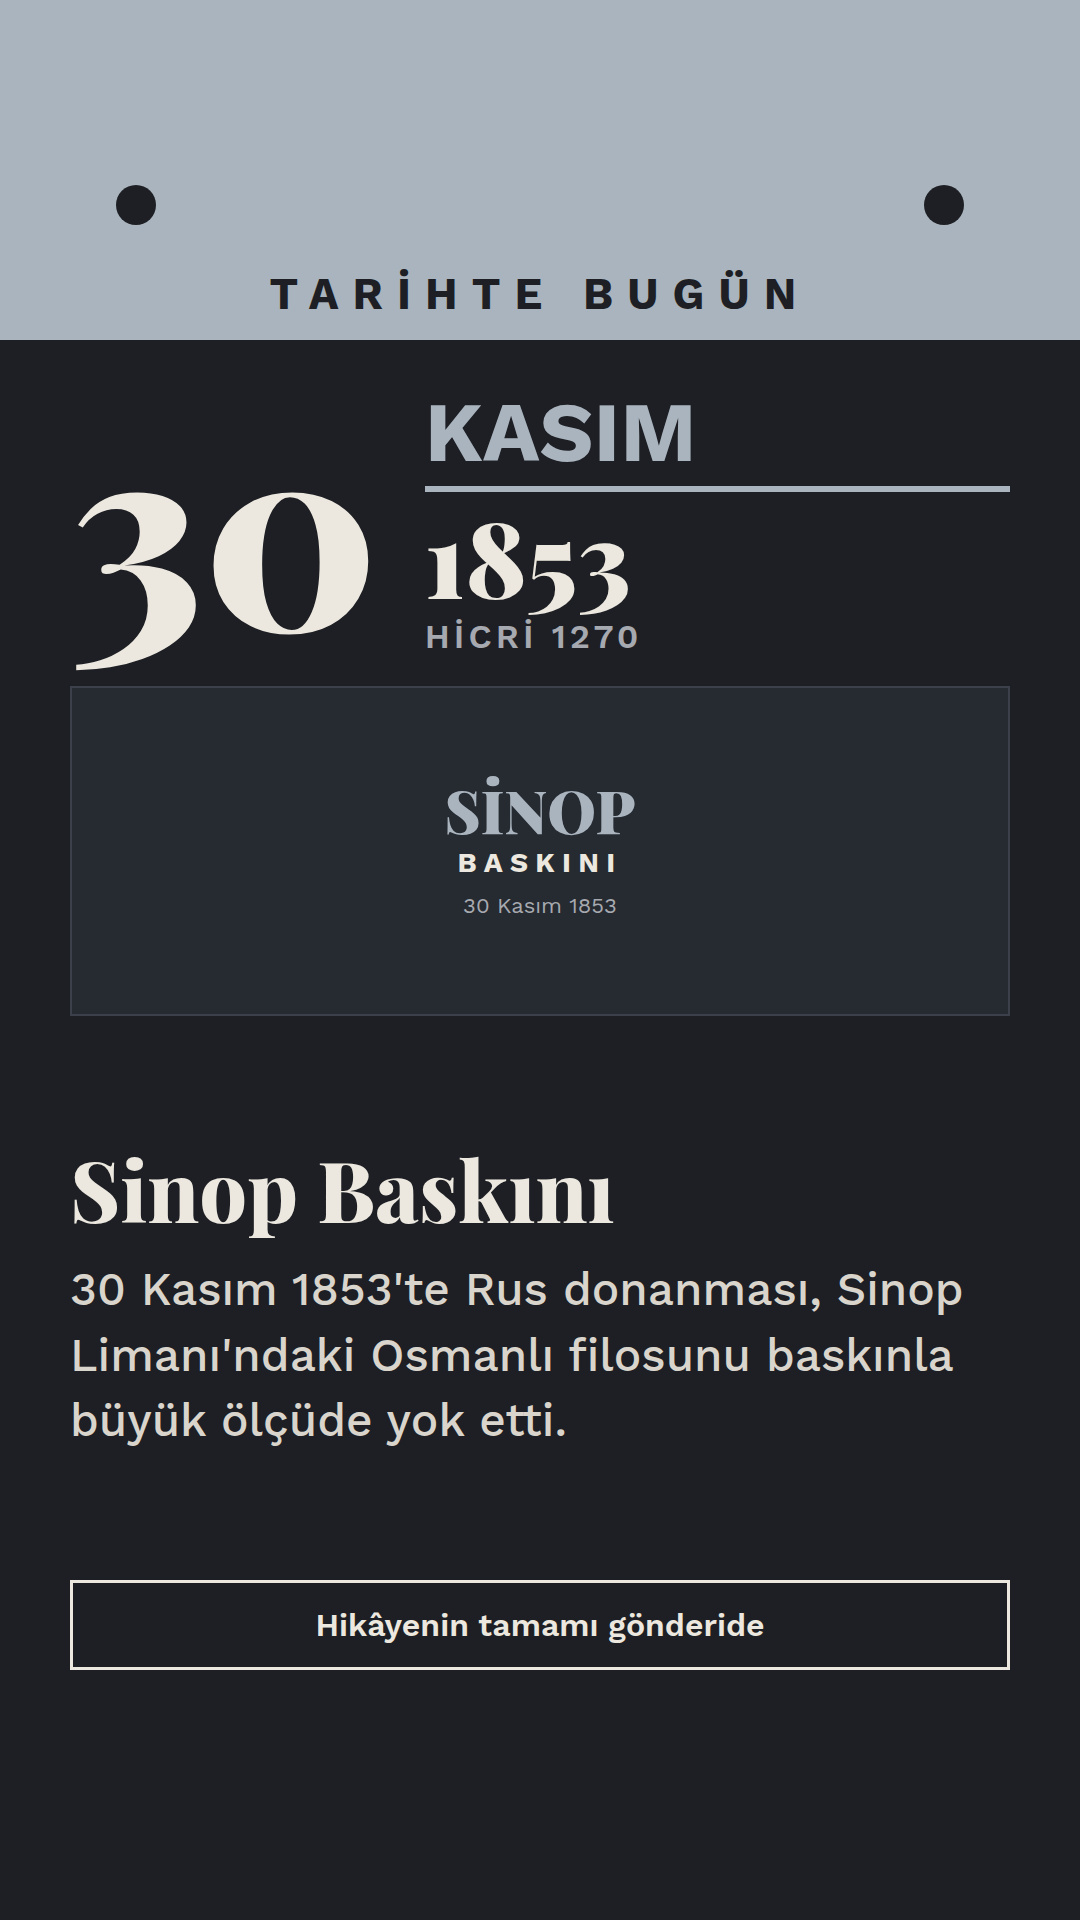 TARİHTE BUGÜN
30
KASIM
1853
HİCRİ 1270
SİNOP
BASKINI
30 Kasım 1853
Sinop Baskını
30 Kasım 1853'te Rus donanması, Sinop
Limanı'ndaki Osmanlı filosunu baskınla
büyük ölçüde yok etti.
Hikâyenin tamamı gönderide